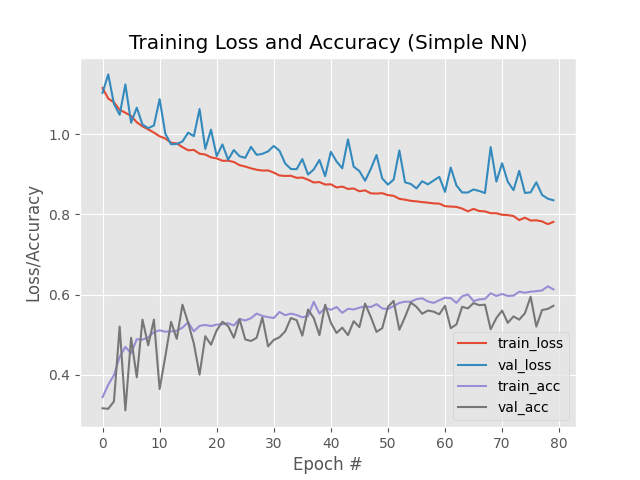 Training Loss and Accuracy (Simple NN)
Loss/Accuracy
1.0
0.8
0.6
0.4
0 10 20 30 40 50 60 70 80
Epoch #
train_loss
val_loss
train_acc
val_acc